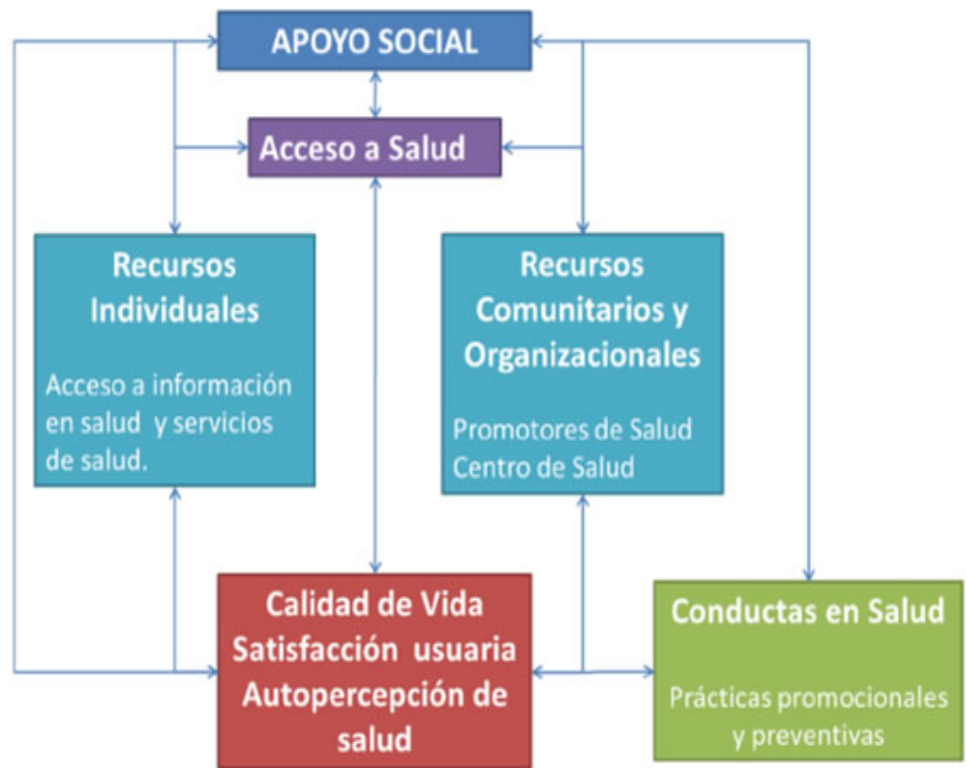 APOYO SOCIAL
Acceso a Salud
Recursos
Individuales
Acceso a información
en salud y servicios
de salud.
Recursos
Comunitarios y
Organizacionales
Promotores de Salud
Centro de Salud
Calidad de Vida
Satisfacción usuaria
Autopercepción de
salud
Conductas en Salud
Prácticas promocionales
y preventivas